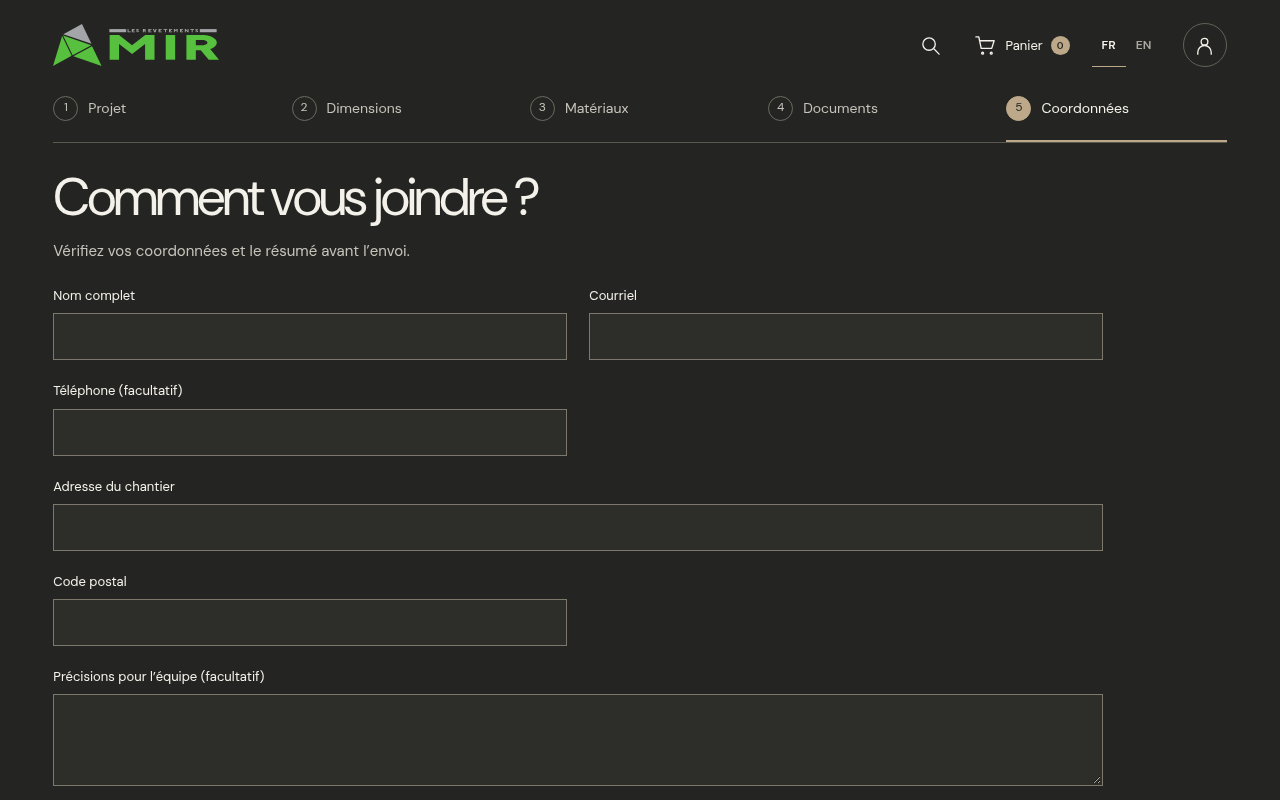 LES REVÊTEMENTS
MIR
Panier 0
FR EN
1 Projet
2 Dimensions
3 Matériaux
4 Documents
5 Coordonnées
Comment vous joindre ?
Vérifiez vos coordonnées et le résumé avant l’envoi.
Nom complet
Courriel
Téléphone (facultatif)
Adresse du chantier
Code postal
Précisions pour l’équipe (facultatif)